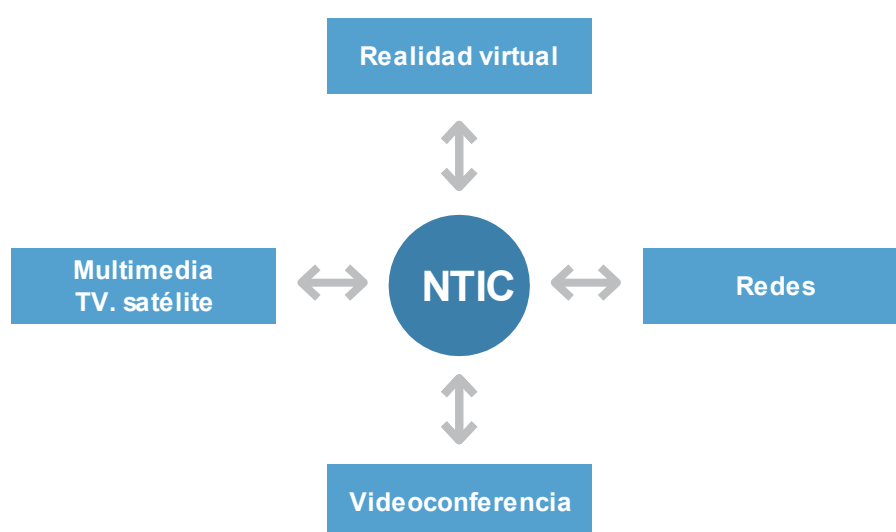 Realidad virtual
Multimedia
TV. satélite
NTIC
Redes
Videoconferencia